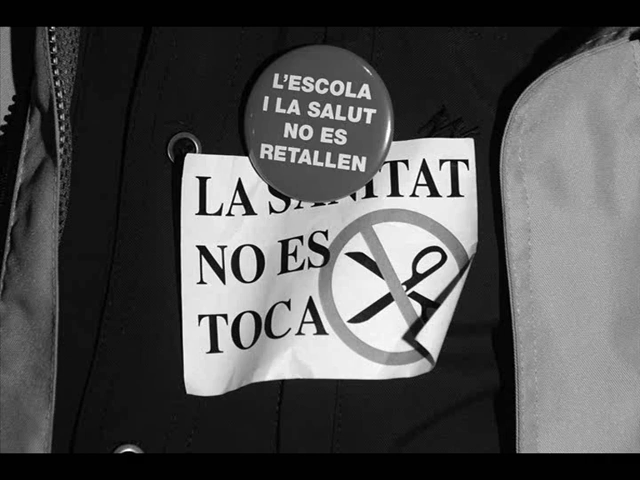 L'ESCOLA
I LA SALUT
NO ES
RETALLEN
LA SANITAT
NO ES
TOCA